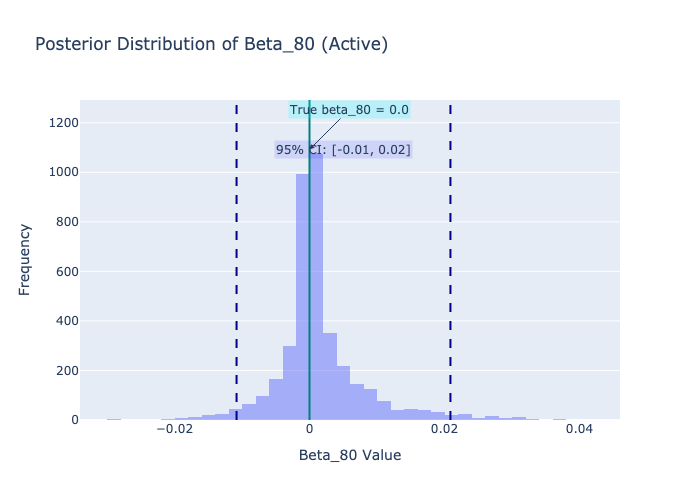 Posterior Distribution of Beta_80 (Active)
True beta_80 = 0.0
95% CI: [-0.01, 0.02]
1200
1000
800
600
400
200
0
Frequency
−0.02
0
0.02
0.04
Beta_80 Value